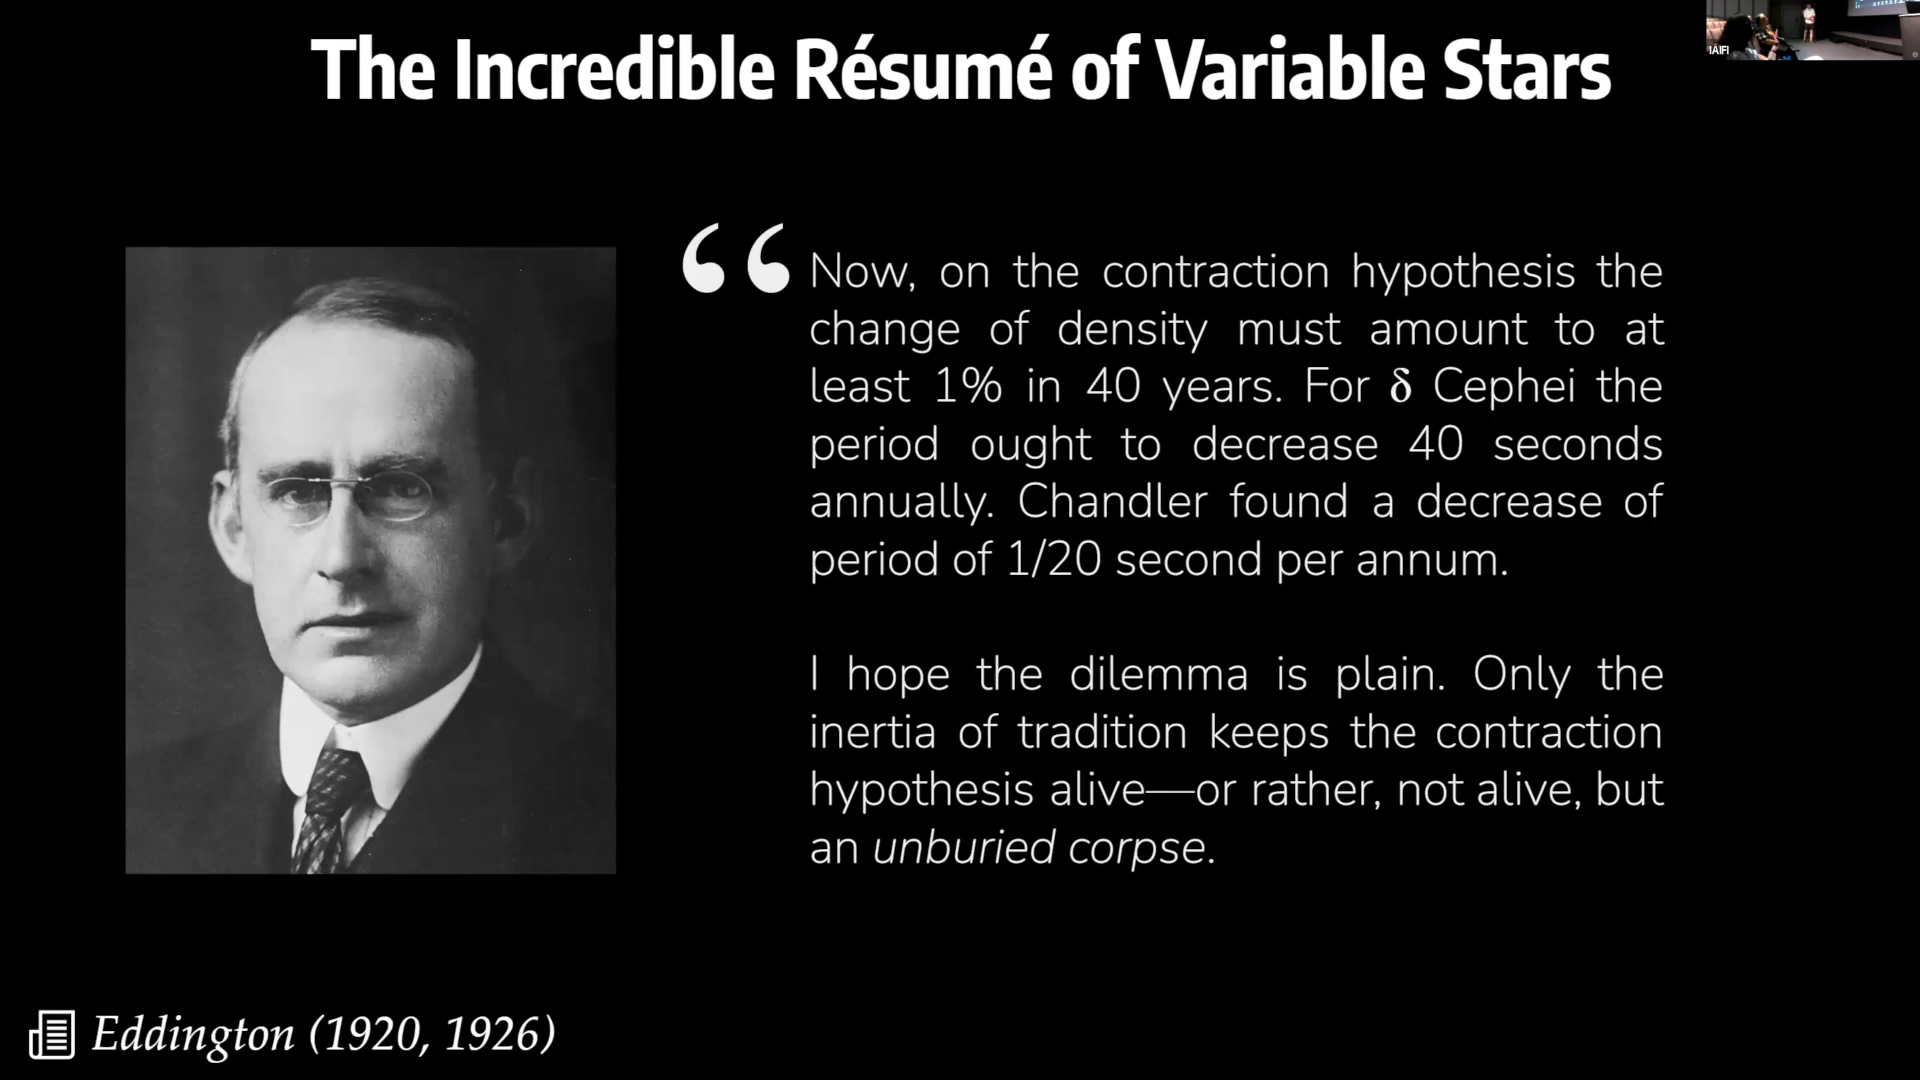 The Incredible Résumé of Variable Stars
IAIFI
“ Now, on the contraction hypothesis the
change of density must amount to at
least 1% in 40 years. For δ Cephei the
period ought to decrease 40 seconds
annually. Chandler found a decrease of
period of 1/20 second per annum.
I hope the dilemma is plain. Only the
inertia of tradition keeps the contraction
hypothesis alive—or rather, not alive, but
an unburied corpse.
Eddington (1920, 1926)